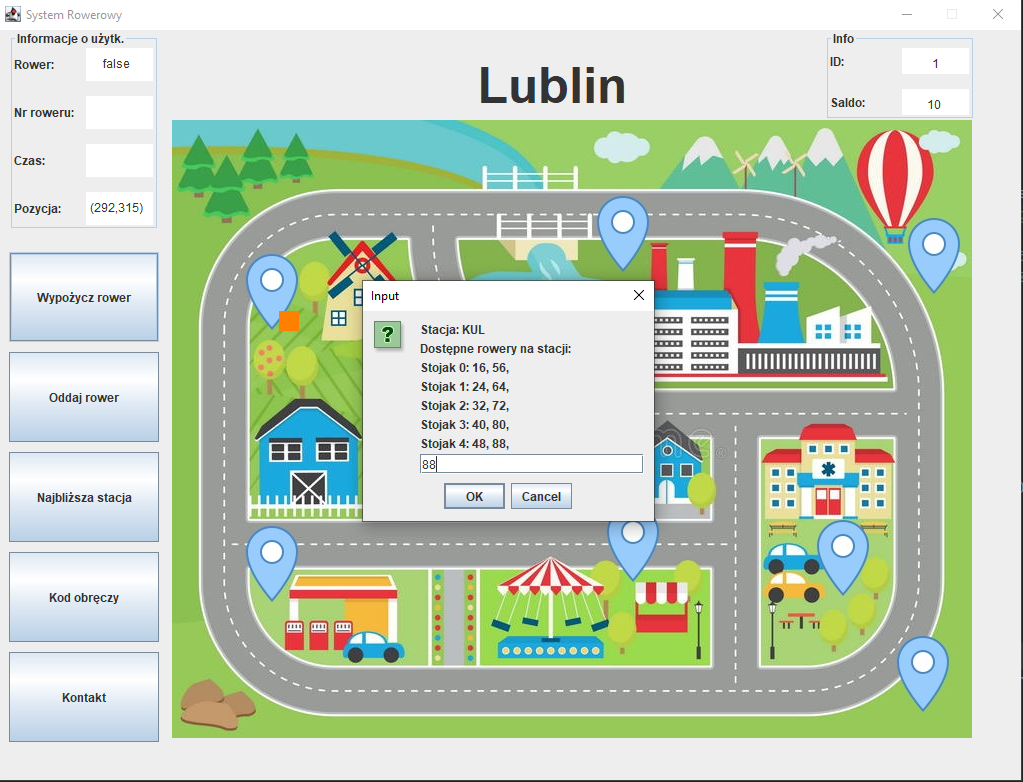 System Rowerowy
Informacje o użytk.
Rower: false
Nr roweru:
Czas:
Pozycja: (292,315)
Lublin
Info
ID: 1
Saldo: 10
Wypożycz rower
Oddaj rower
Najbliższa stacja
Kod obręczy
Kontakt
Input
?
Stacja: KUL
Dostępne rowery na stacji:
Stojak 0: 16, 56,
Stojak 1: 24, 64,
Stojak 2: 32, 72,
Stojak 3: 40, 80,
Stojak 4: 48, 88,
88
OK
Cancel